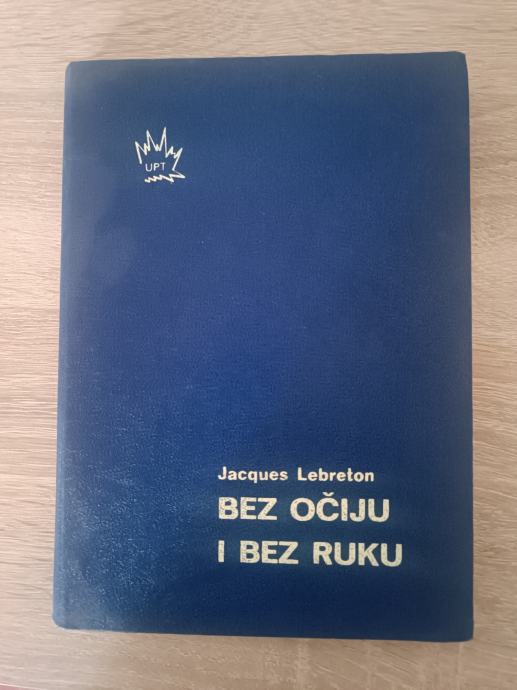 UPT
Jacques Lebreton
BEZ OČIJU
I BEZ RUKU